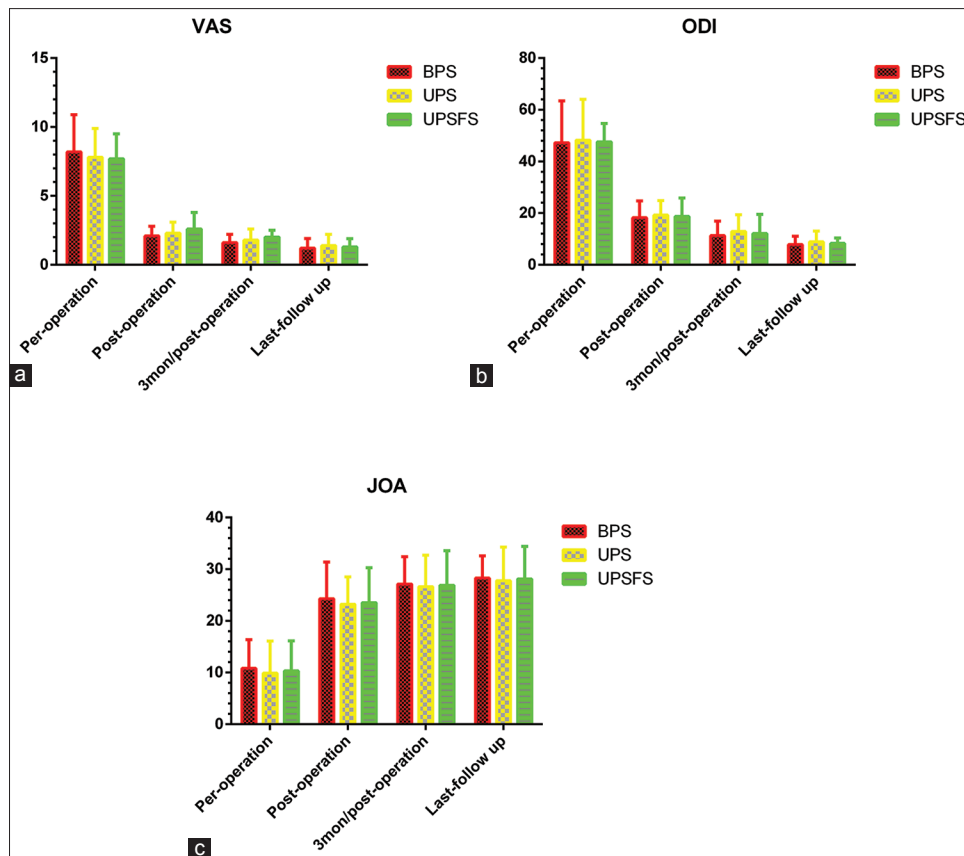 VAS
15
10
5
0
BPS
UPS
UPSFS
Per-operation
Post-operation
3mon/post-operation
Last-follow up
a
ODI
80
60
40
20
0
BPS
UPS
UPSFS
Per-operation
Post-operation
3mon/post-operation
Last-follow up
b
JOA
40
30
20
10
0
BPS
UPS
UPSFS
Per-operation
Post-operation
3mon/post-operation
Last-follow up
c